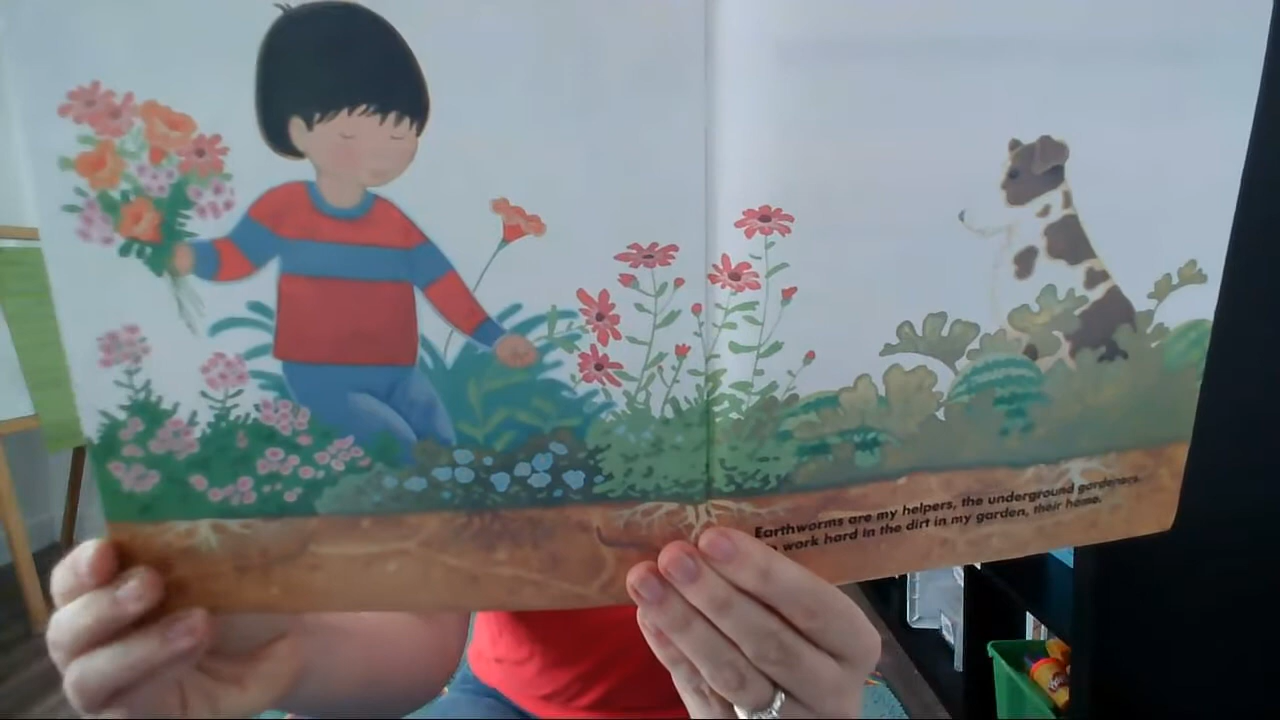 Earthworms are my helpers, the underground gardeners.
work hard in the dirt in my garden, their home.